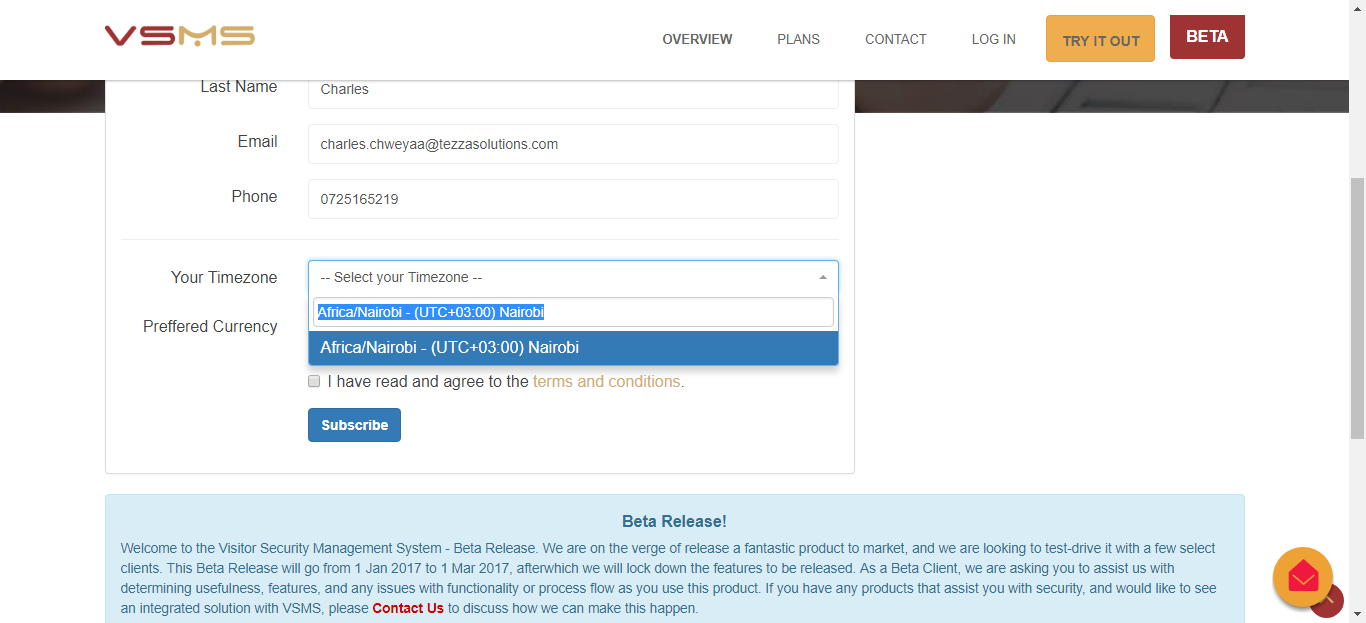 VSMS
OVERVIEW
PLANS
CONTACT
LOG IN
TRY IT OUT
BETA
Last Name
Charles
Email
charles.chweyaa@tezzasolutions.com
Phone
0725165219
Your Timezone
-- Select your Timezone --
Africa/Nairobi - (UTC+03:00) Nairobi
Africa/Nairobi - (UTC+03:00) Nairobi
Preffered Currency
I have read and agree to the terms and conditions.
Subscribe
Beta Release!
Welcome to the Visitor Security Management System - Beta Release. We are on the verge of release a fantastic product to market, and we are looking to test-drive it with a few select
clients. This Beta Release will go from 1 Jan 2017 to 1 Mar 2017, afterwhich we will lock down the features to be released. As a Beta Client, we are asking you to assist us with
determining usefulness, features, and any issues with functionality or process flow as you use this product. If you have any products that assist you with security, and would like to see
an integrated solution with VSMS, please Contact Us to discuss how we can make this happen.